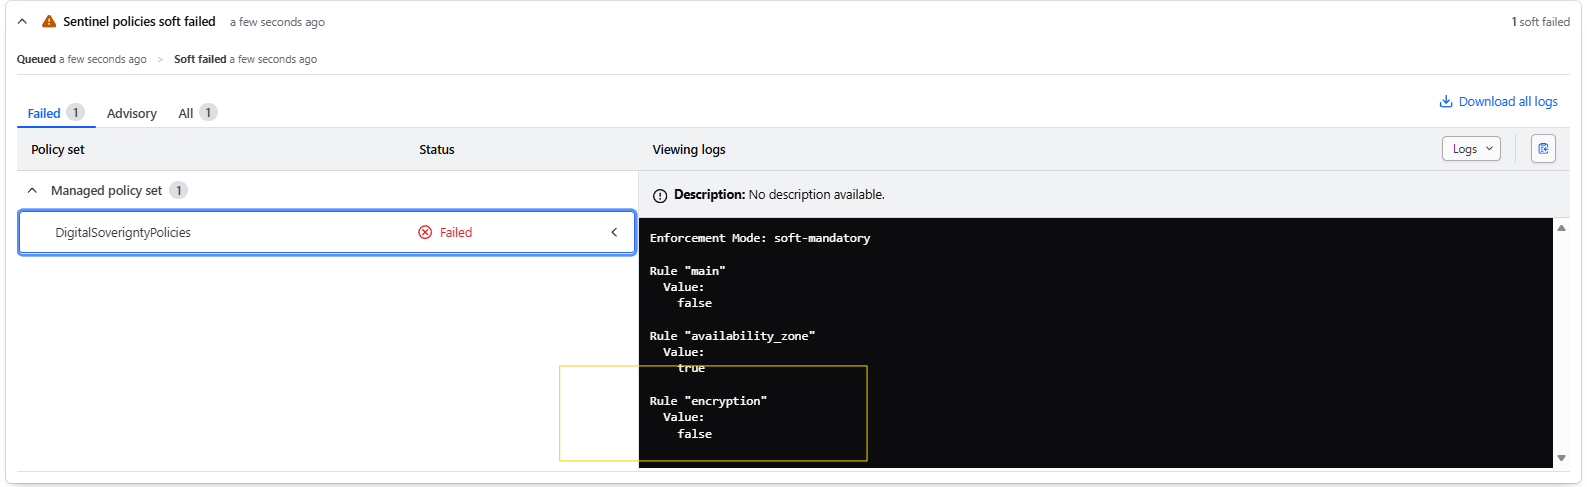 Sentinel policies soft failed a few seconds ago 1 soft failed
Queued a few seconds ago > Soft failed a few seconds ago
Download all logs
Failed 1 Advisory All 1
Policy set Status Viewing logs Logs
Managed policy set 1
Description: No description available.
DigitalSoverigntyPolicies Failed
Enforcement Mode: soft-mandatory
Rule "main"
Value:
false
Rule "availability_zone"
Value:
true
Rule "encryption"
Value:
false